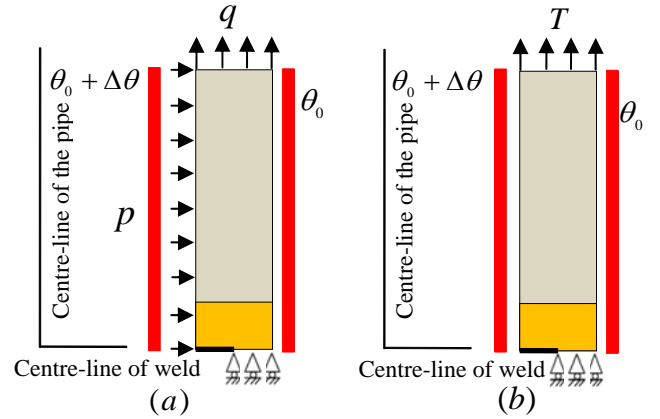 q
θ₀ + Δθ
θ₀
Centre-line of the pipe
p
Centre-line of weld
(a)
T
θ₀ + Δθ
θ₀
Centre-line of the pipe
Centre-line of weld
(b)